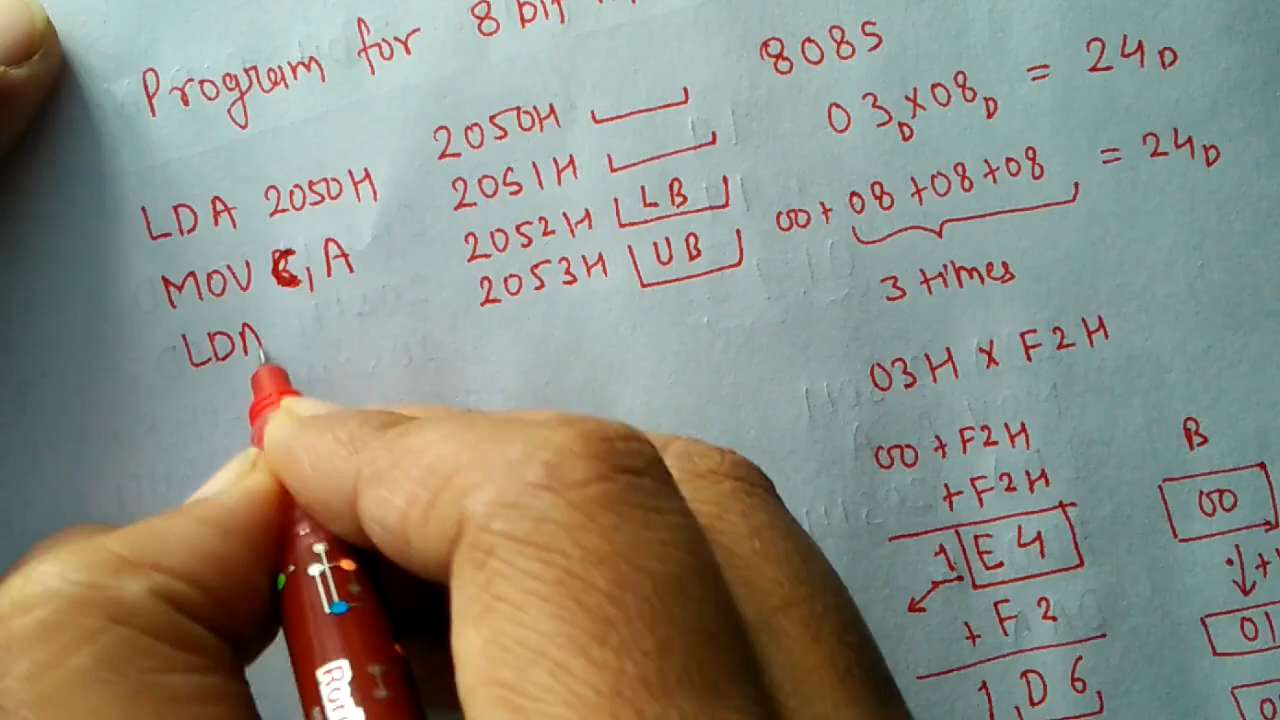 Program for 8 bit
8085
2050H
03D × 08D = 24D
LDA 2050H
2051H
00 + 08 + 08 + 08 = 24D
MOV C, A
2052H LB
2053H UB
3 times
LDA
03H × F2H
00 + F2H
B
+ F2H
00
1 E4
+ F2
01
1 D6